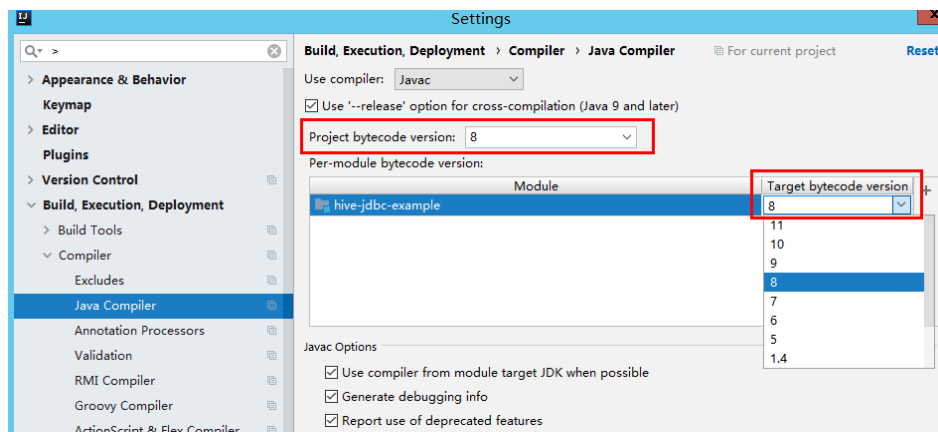 Settings
>
Build, Execution, Deployment › Compiler › Java Compiler
For current project
Reset
Appearance & Behavior
Keymap
Editor
Plugins
Version Control
Build, Execution, Deployment
Build Tools
Compiler
Excludes
Java Compiler
Annotation Processors
Validation
RMI Compiler
Groovy Compiler
ActionScript & Flex Compiler
Use compiler: Javac
Use '--release' option for cross-compilation (Java 9 and later)
Project bytecode version: 8
Per-module bytecode version:
Module Target bytecode version
hive-jdbc-example 8
11
10
9
8
7
6
5
1.4
Javac Options
Use compiler from module target JDK when possible
Generate debugging info
Report use of deprecated features